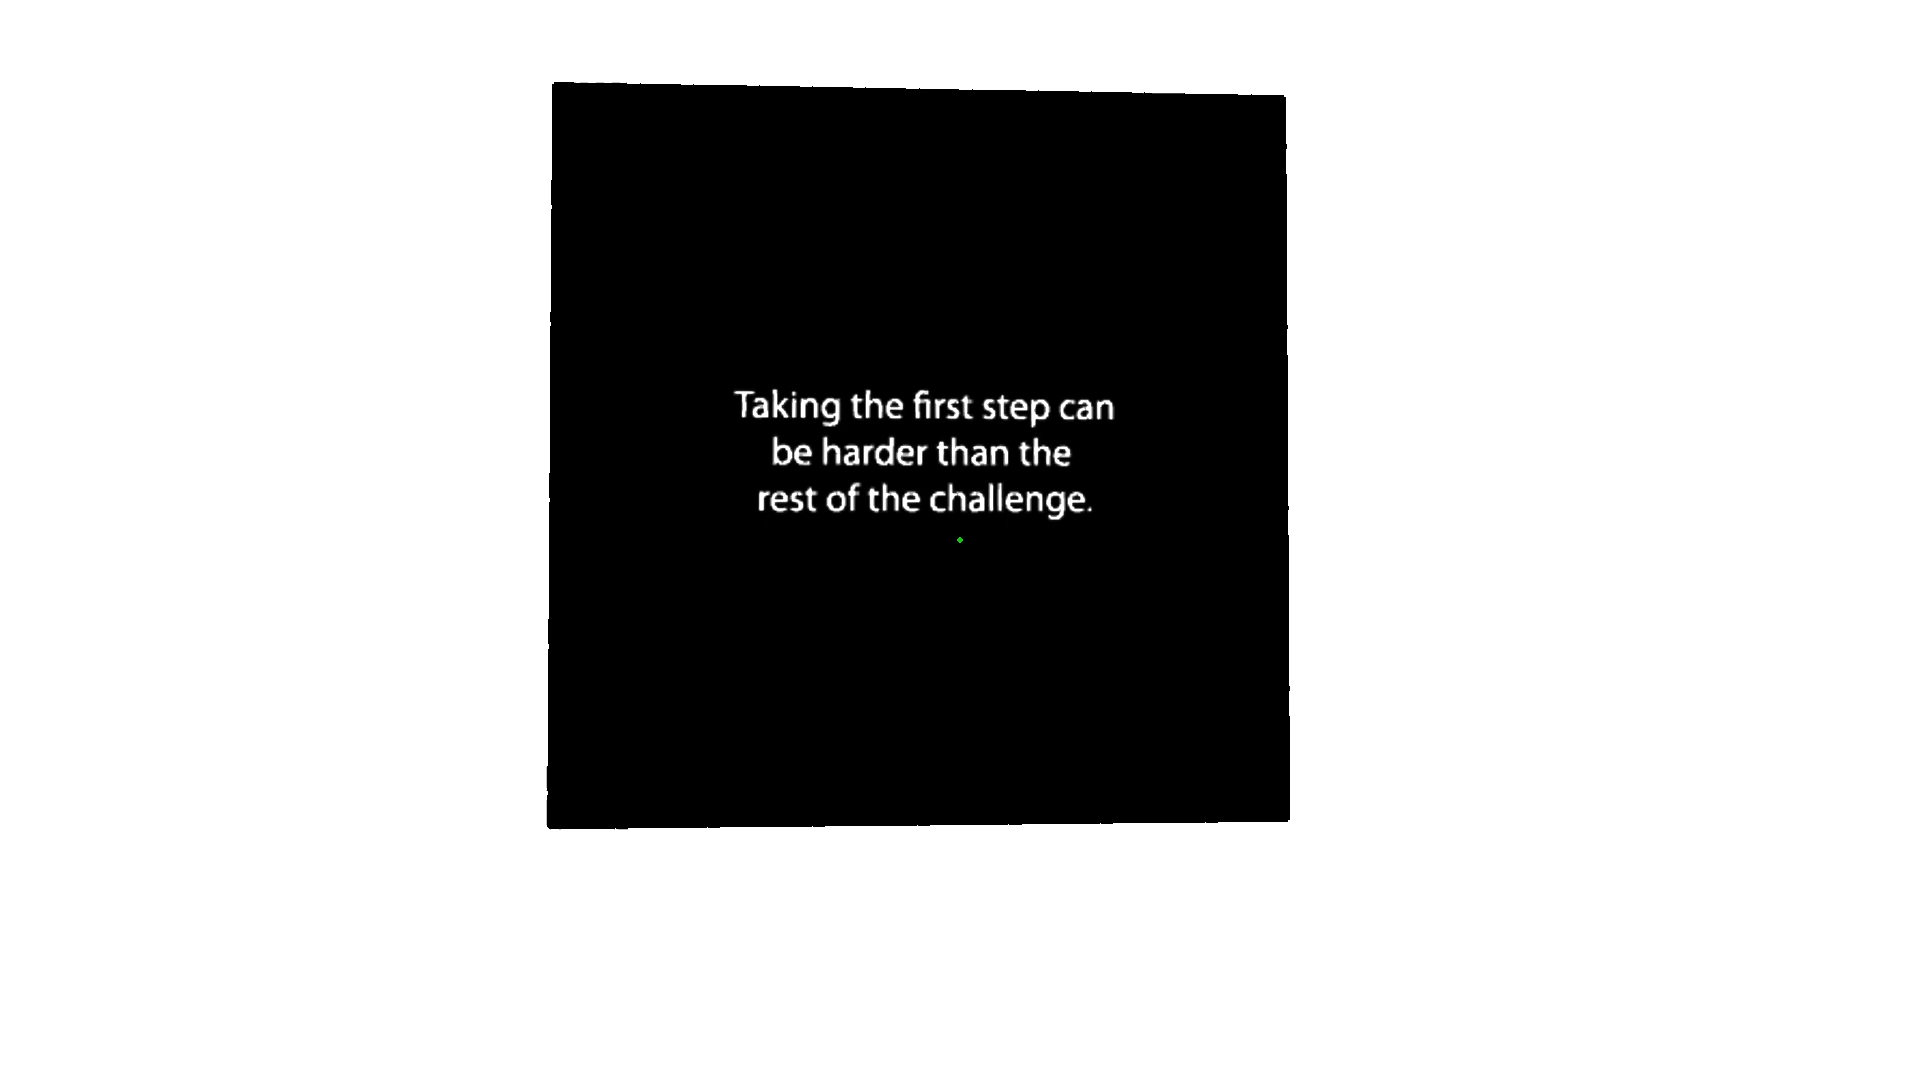 Taking the first step can
be harder than the
rest of the challenge.